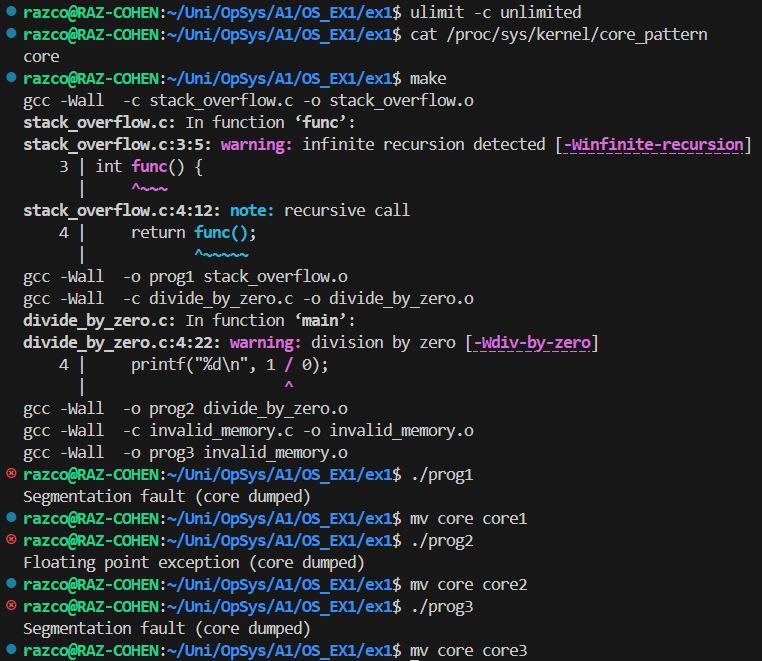 razco@RAZ-COHEN:~/Uni/OpSys/A1/OS_EX1/ex1$ ulimit -c unlimited
razco@RAZ-COHEN:~/Uni/OpSys/A1/OS_EX1/ex1$ cat /proc/sys/kernel/core_pattern
core
razco@RAZ-COHEN:~/Uni/OpSys/A1/OS_EX1/ex1$ make
gcc -Wall  -c stack_overflow.c -o stack_overflow.o
stack_overflow.c: In function ‘func’:
stack_overflow.c:3:5: warning: infinite recursion detected [-Winfinite-recursion]
    3 | int func() {
      |     ^~~~
stack_overflow.c:4:12: note: recursive call
    4 |     return func();
      |            ^~~~~~
gcc -Wall  -o prog1 stack_overflow.o
gcc -Wall  -c divide_by_zero.c -o divide_by_zero.o
divide_by_zero.c: In function ‘main’:
divide_by_zero.c:4:22: warning: division by zero [-Wdiv-by-zero]
    4 |     printf("%d\n", 1 / 0);
      |                      ^
gcc -Wall  -o prog2 divide_by_zero.o
gcc -Wall  -c invalid_memory.c -o invalid_memory.o
gcc -Wall  -o prog3 invalid_memory.o
razco@RAZ-COHEN:~/Uni/OpSys/A1/OS_EX1/ex1$ ./prog1
Segmentation fault (core dumped)
razco@RAZ-COHEN:~/Uni/OpSys/A1/OS_EX1/ex1$ mv core core1
razco@RAZ-COHEN:~/Uni/OpSys/A1/OS_EX1/ex1$ ./prog2
Floating point exception (core dumped)
razco@RAZ-COHEN:~/Uni/OpSys/A1/OS_EX1/ex1$ mv core core2
razco@RAZ-COHEN:~/Uni/OpSys/A1/OS_EX1/ex1$ ./prog3
Segmentation fault (core dumped)
razco@RAZ-COHEN:~/Uni/OpSys/A1/OS_EX1/ex1$ mv core core3